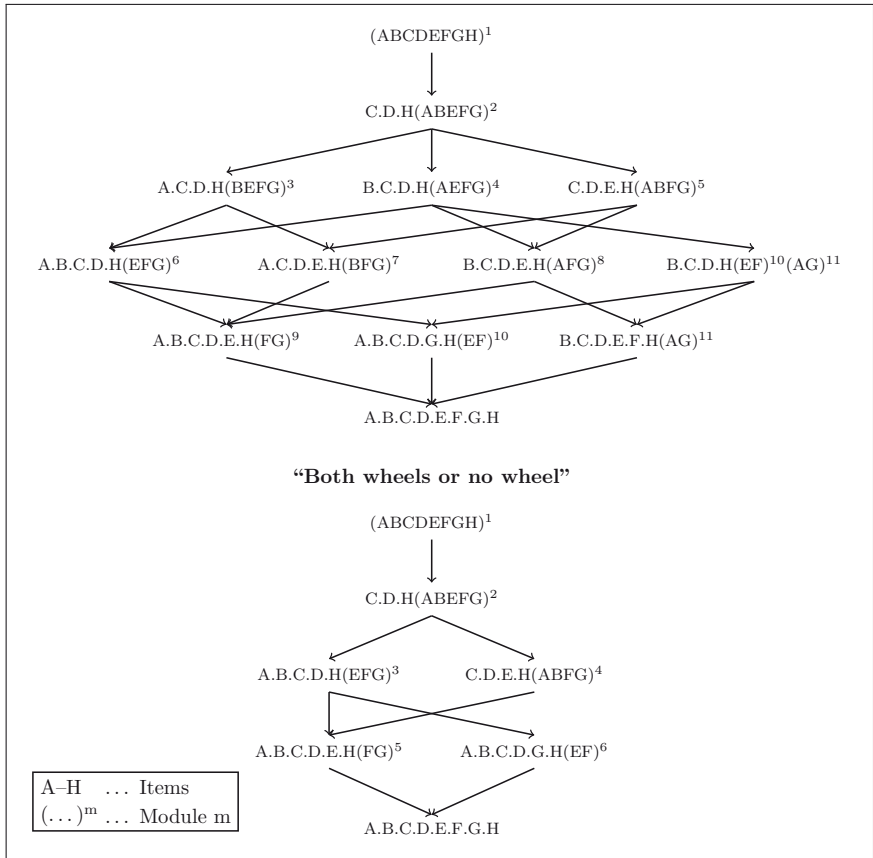 (ABCDEFGH)¹
C.D.H(ABEFG)²
A.C.D.H(BEFG)³ B.C.D.H(AEFG)⁴ C.D.E.H(ABFG)⁵
A.B.C.D.H(EFG)⁶ A.C.D.E.H(BFG)⁷ B.C.D.E.H(AFG)⁸ B.C.D.H(EF)¹⁰(AG)¹¹
A.B.C.D.E.H(FG)⁹ A.B.C.D.G.H(EF)¹⁰ B.C.D.E.F.H(AG)¹¹
A.B.C.D.E.F.G.H
“Both wheels or no wheel”
(ABCDEFGH)¹
C.D.H(ABEFG)²
A.B.C.D.H(EFG)³ C.D.E.H(ABFG)⁴
A.B.C.D.E.H(FG)⁵ A.B.C.D.G.H(EF)⁶
A.B.C.D.E.F.G.H
A–H ... Items
(...)ᵐ ... Module m